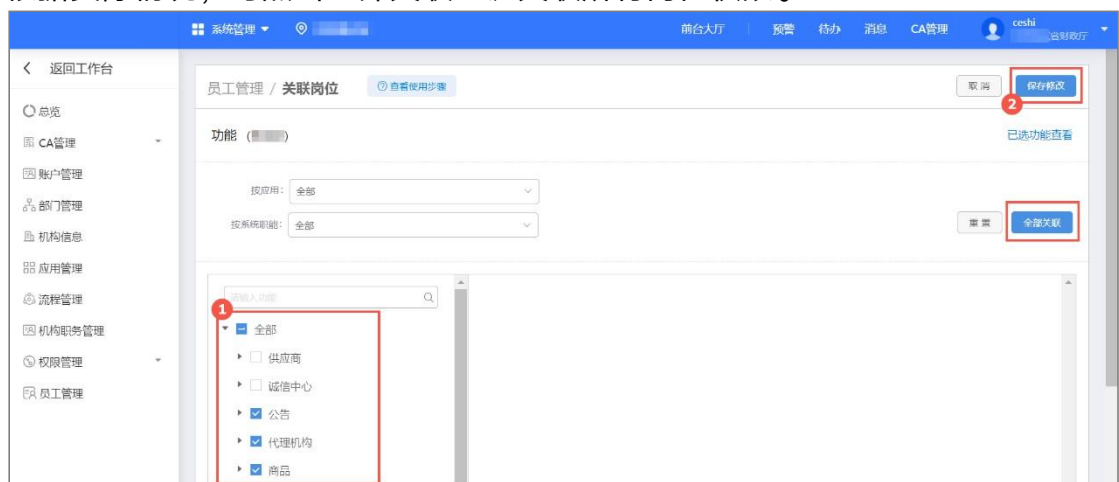 系统管理
前台大厅 预警 待办 消息 CA管理 ceshi
省财政厅
返回工作台
员工管理 / 关联岗位 查看使用步骤 取消 保存修改
2
总览
功能 ( ) 已选功能查看
CA管理
账户管理
按应用: 全部
部门管理
按系统职能: 全部 重置 全部关联
机构信息
应用管理
请输入功能
流程管理
1
全部
机构职务管理
供应商
权限管理
诚信中心
员工管理
公告
代理机构
商品